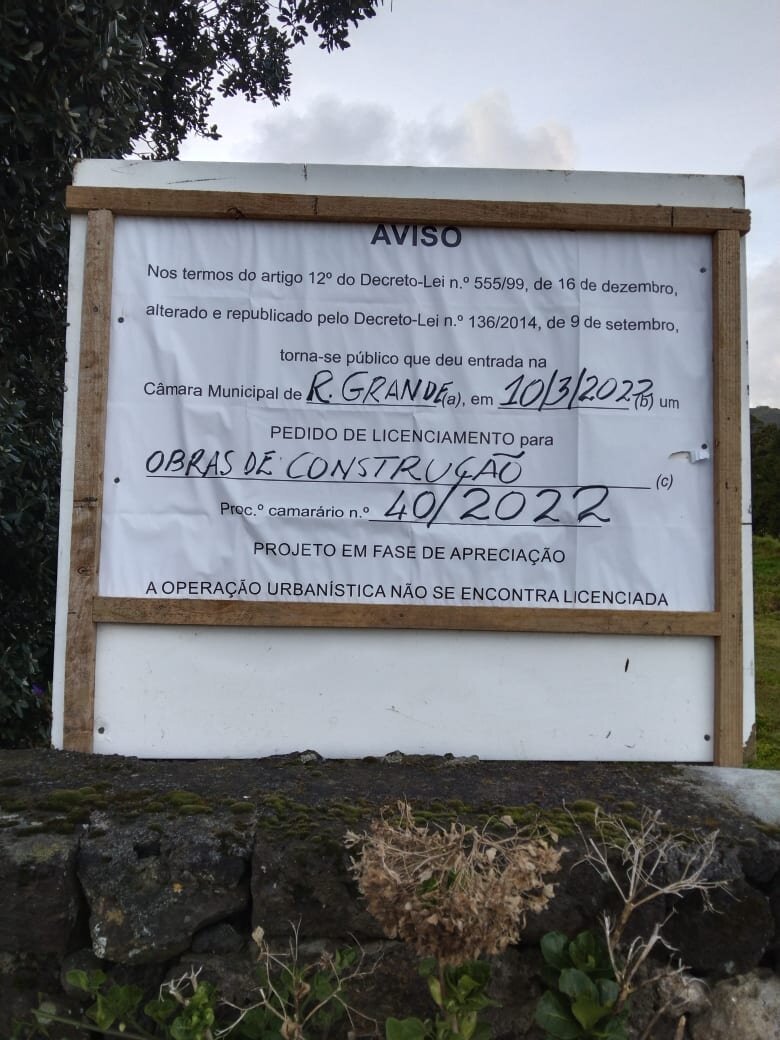 AVISO
Nos termos do artigo 12º do Decreto-Lei n.º 555/99, de 16 de dezembro,
alterado e republicado pelo Decreto-Lei n.º 136/2014, de 9 de setembro,
torna-se público que deu entrada na
Câmara Municipal de R. GRANDE (a), em 10/3/2022 (b) um
PEDIDO DE LICENCIAMENTO para
OBRAS DE CONSTRUÇÃO (c)
Proc.º camarário n.º 40/2022
PROJETO EM FASE DE APRECIAÇÃO
A OPERAÇÃO URBANÍSTICA NÃO SE ENCONTRA LICENCIADA